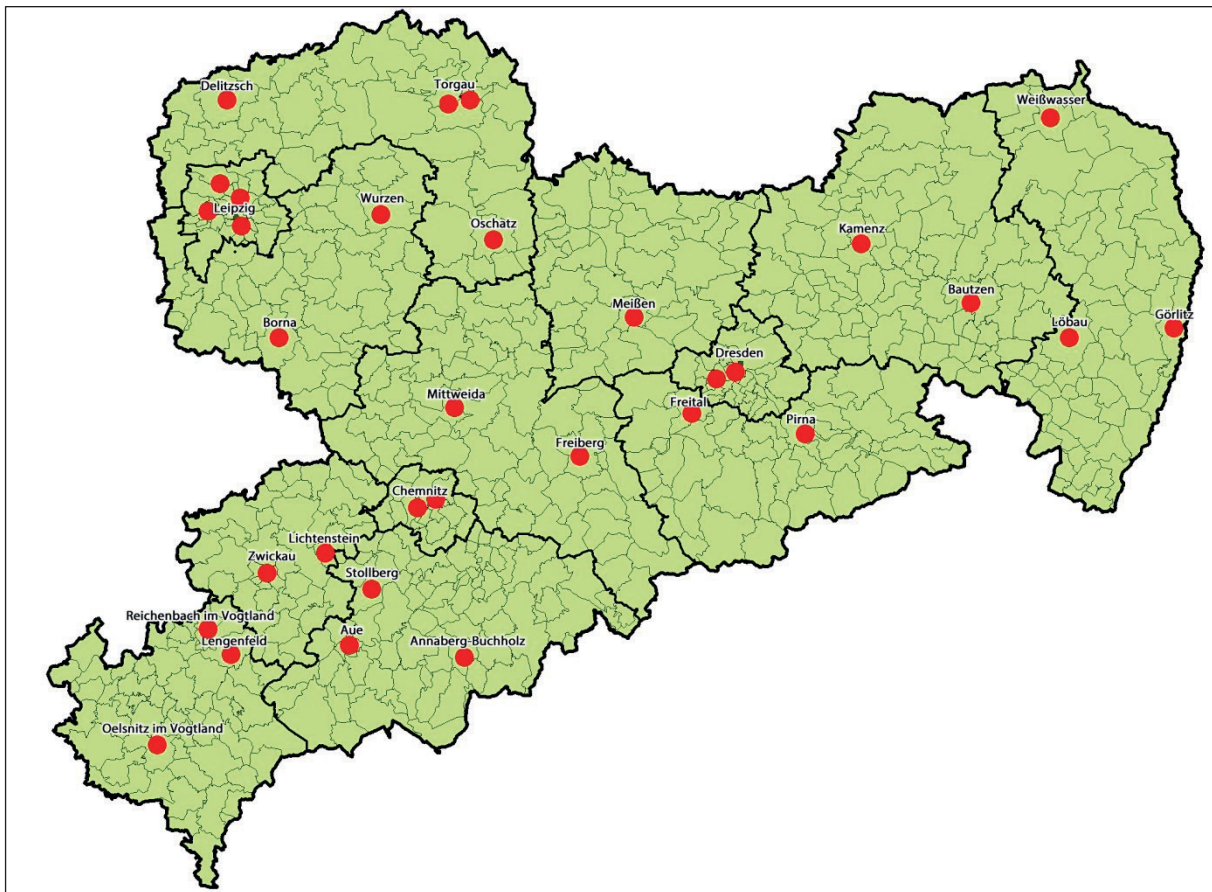 Delitzsch
Torgau
Weißwasser
Wurzen
Leipzig
Oschatz
Kamenz
Bautzen
Meißen
Görlitz
Borna
Löbau
Dresden
Mittweida
Freital
Pirna
Freiberg
Chemnitz
Lichtenstein
Zwickau
Stollberg
Reichenbach im Vogtland
Aue
Lengenfeld
Annaberg-Buchholz
Oelsnitz im Vogtland